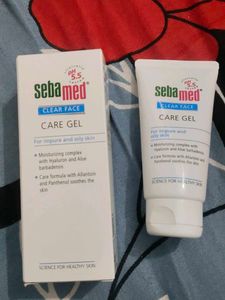 pH
5.5
sebamed®
CLEAR FACE
CARE GEL
For impure and oily skin
• Moisturizing complex
with Hyaluron and Aloe
barbadensis
• Care formula with Allantoin
and Panthenol soothes the
skin
SCIENCE FOR HEALTHY SKIN
pH
5.5
sebamed®
CLEAR FACE
CARE GEL
For impure and
oily skin
• Moisturizing complex
with Hyaluron and Aloe
barbadensis
• Care formula with Allantoin
and Panthenol soothes the
skin
SCIENCE FOR HEALTHY SKIN